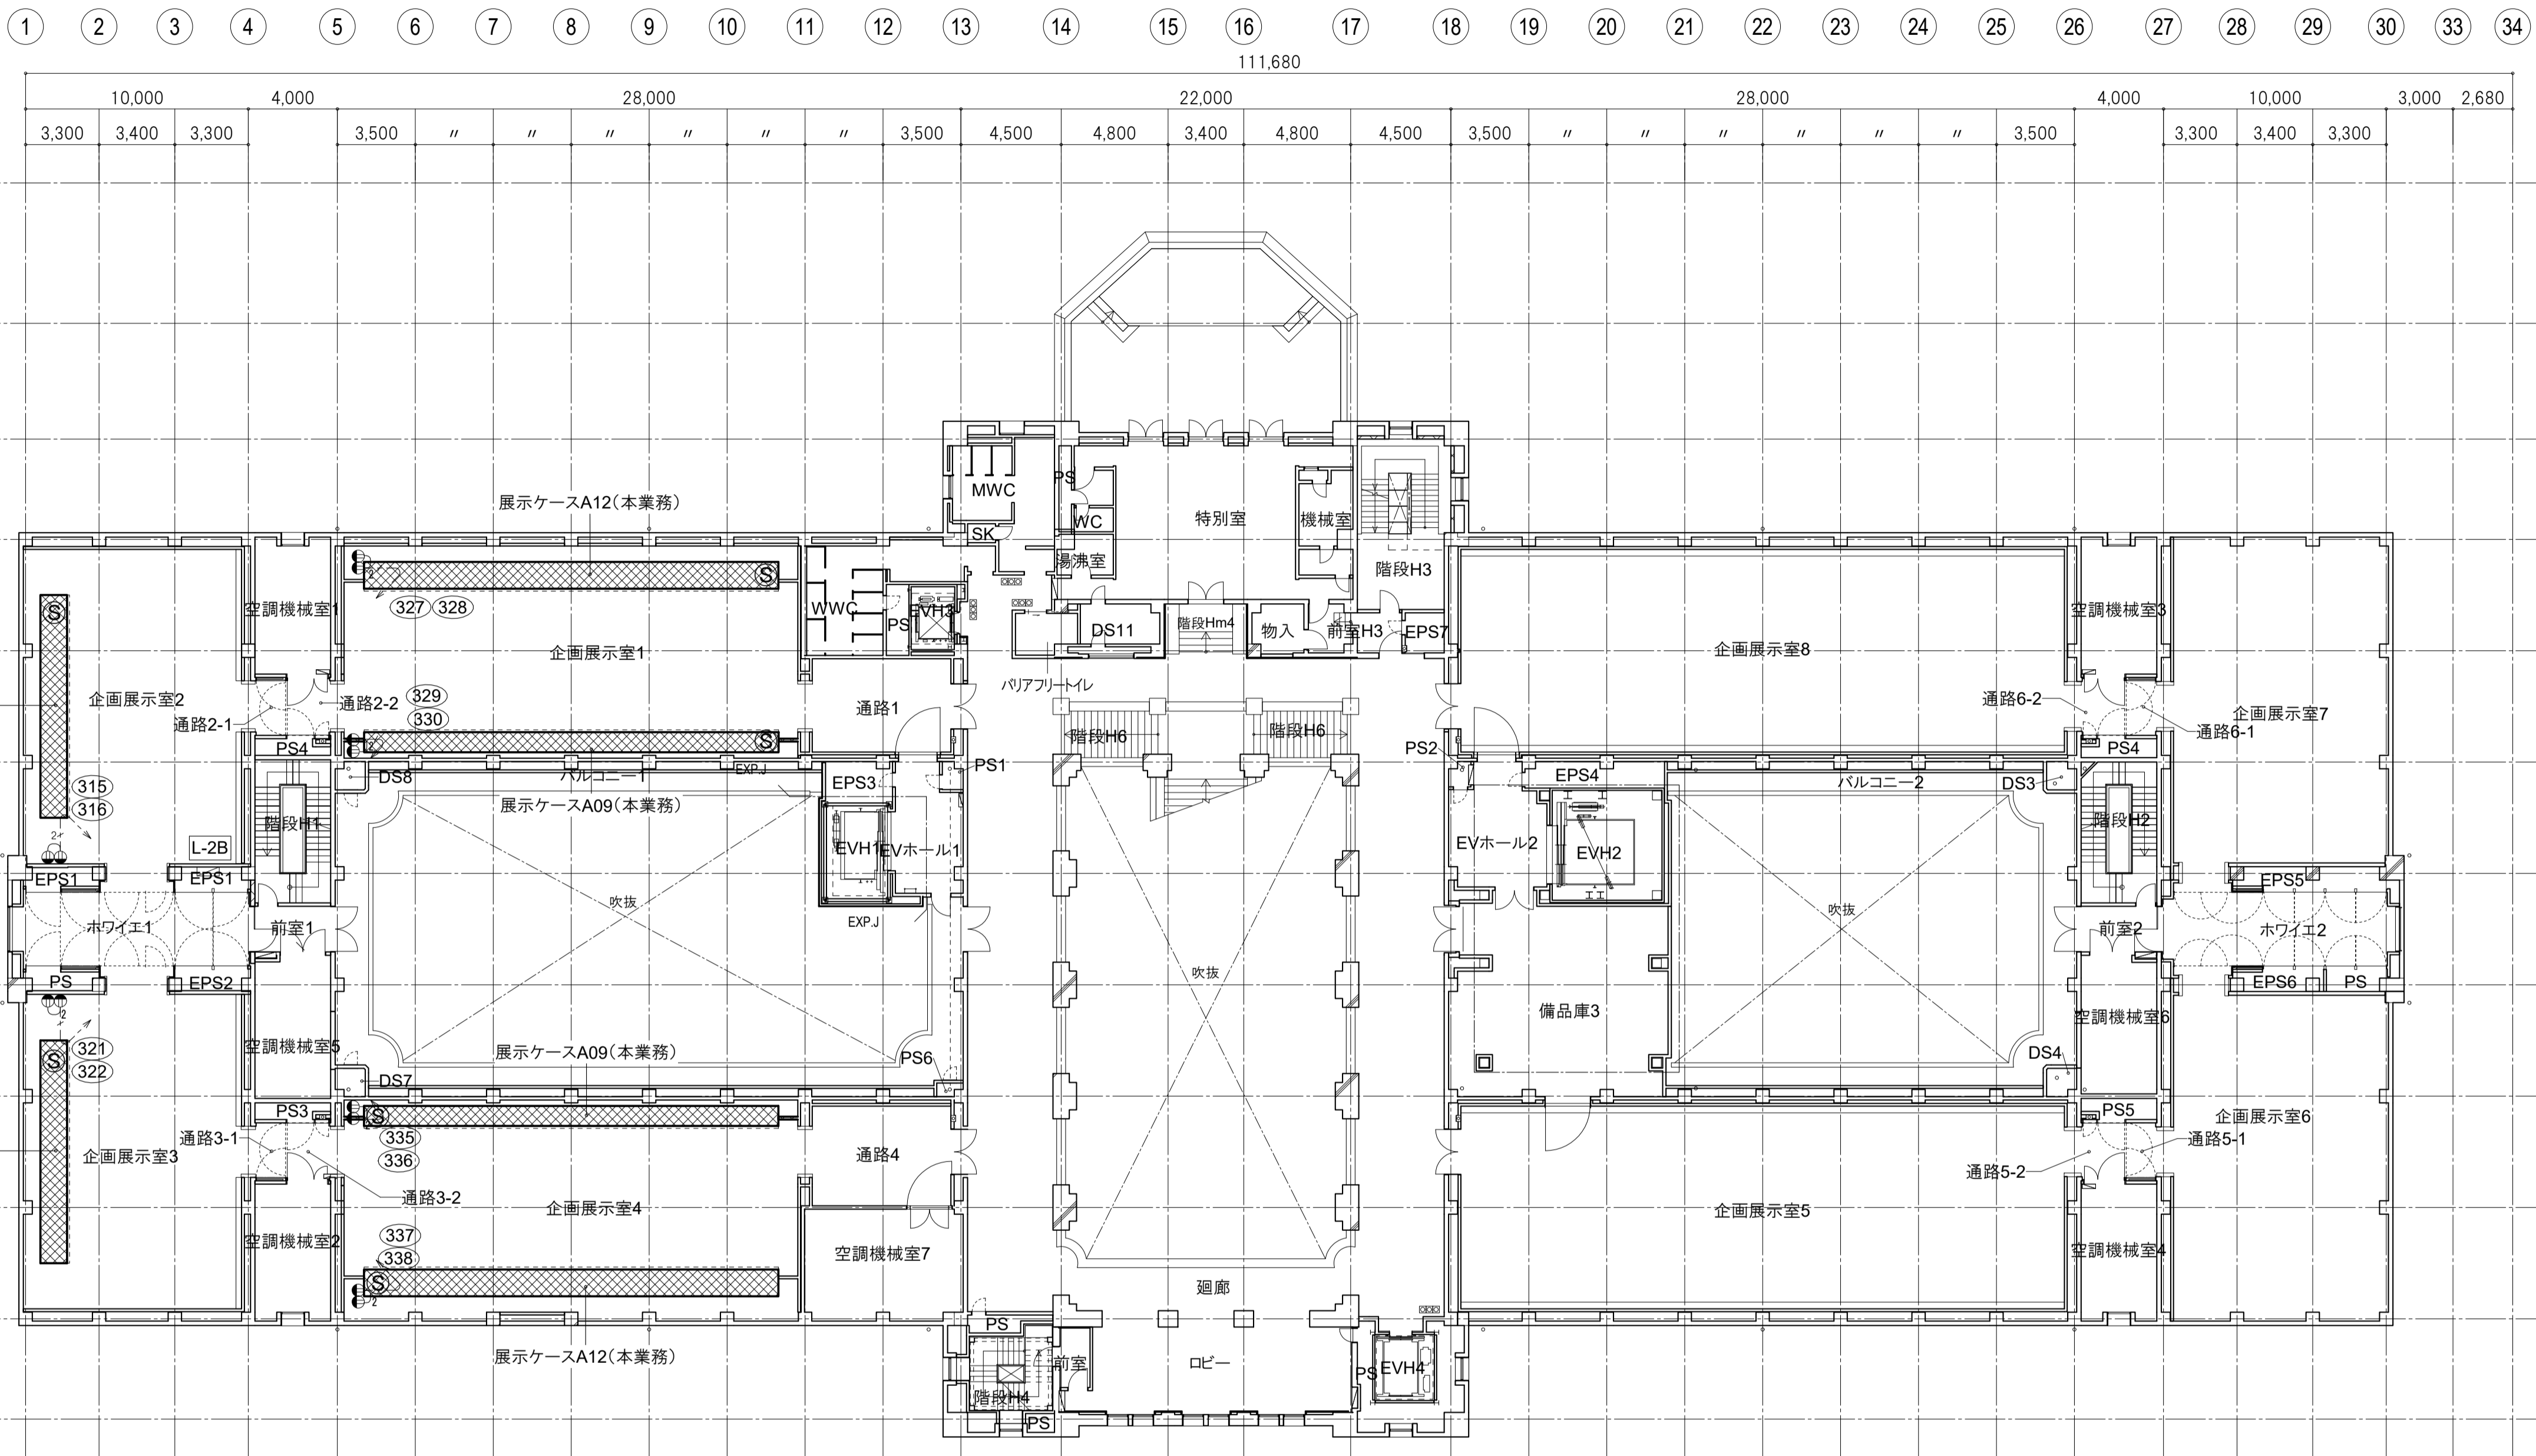 1 2 3 4 5 6 7 8 9 10 11 12 13 14 15 16 17 18 19 20 21 22 23 24 25 26 27 28 29 30 33 34
111,680
10,000 4,000 28,000 22,000 28,000 4,000 10,000 3,000 2,680
3,300 3,400 3,300 3,500 〃 〃 〃 〃 〃 〃 3,500 4,500 4,800 3,400 4,800 4,500 3,500 〃 〃 〃 〃 〃 〃 3,500 3,300 3,400 3,300
展示ケースA12(本業務)
MWC
PS
WC
SK
湯沸室
特別室
機械室
階段H3
S
S
2
327 328
空調機械室1
企画展示室1
WWC
PS
EVH3
DS11
階段Hm4
物入
前室H3
EPS7
空調機械室3
企画展示室8
バリアフリートイレ
企画展示室2
通路2-1
通路2-2
329
330
通路1
通路6-2
通路6-1
企画展示室7
階段H6
階段H6
2
S
PS4
PS2
PS4
DS8
バルコニー1
EXP.J
EPS3
PS1
EPS4
バルコニー2
DS3
315
316
展示ケースA09(本業務)
2
階段H1
L-2B
EVH1
EVホール1
EVホール2
EVH2
階段H2
EPS1
EPS1
EPS5
吹抜
吹抜
EXP.J
ホワイエ1
前室1
前室2
ホワイエ2
吹抜
PS
EPS2
EPS6
PS
2
備品庫3
空調機械室6
S
321
322
空調機械室5
展示ケースA09(本業務)
PS6
DS4
DS7
PS3
S
PS5
335
336
通路3-1
企画展示室3
通路3-2
通路4
企画展示室6
通路5-1
通路5-2
企画展示室4
企画展示室5
337
338
空調機械室2
空調機械室7
空調機械室4
S
2
廻廊
PS
展示ケースA12(本業務)
前室
ロビー
PS
EVH4
階段H4
PS